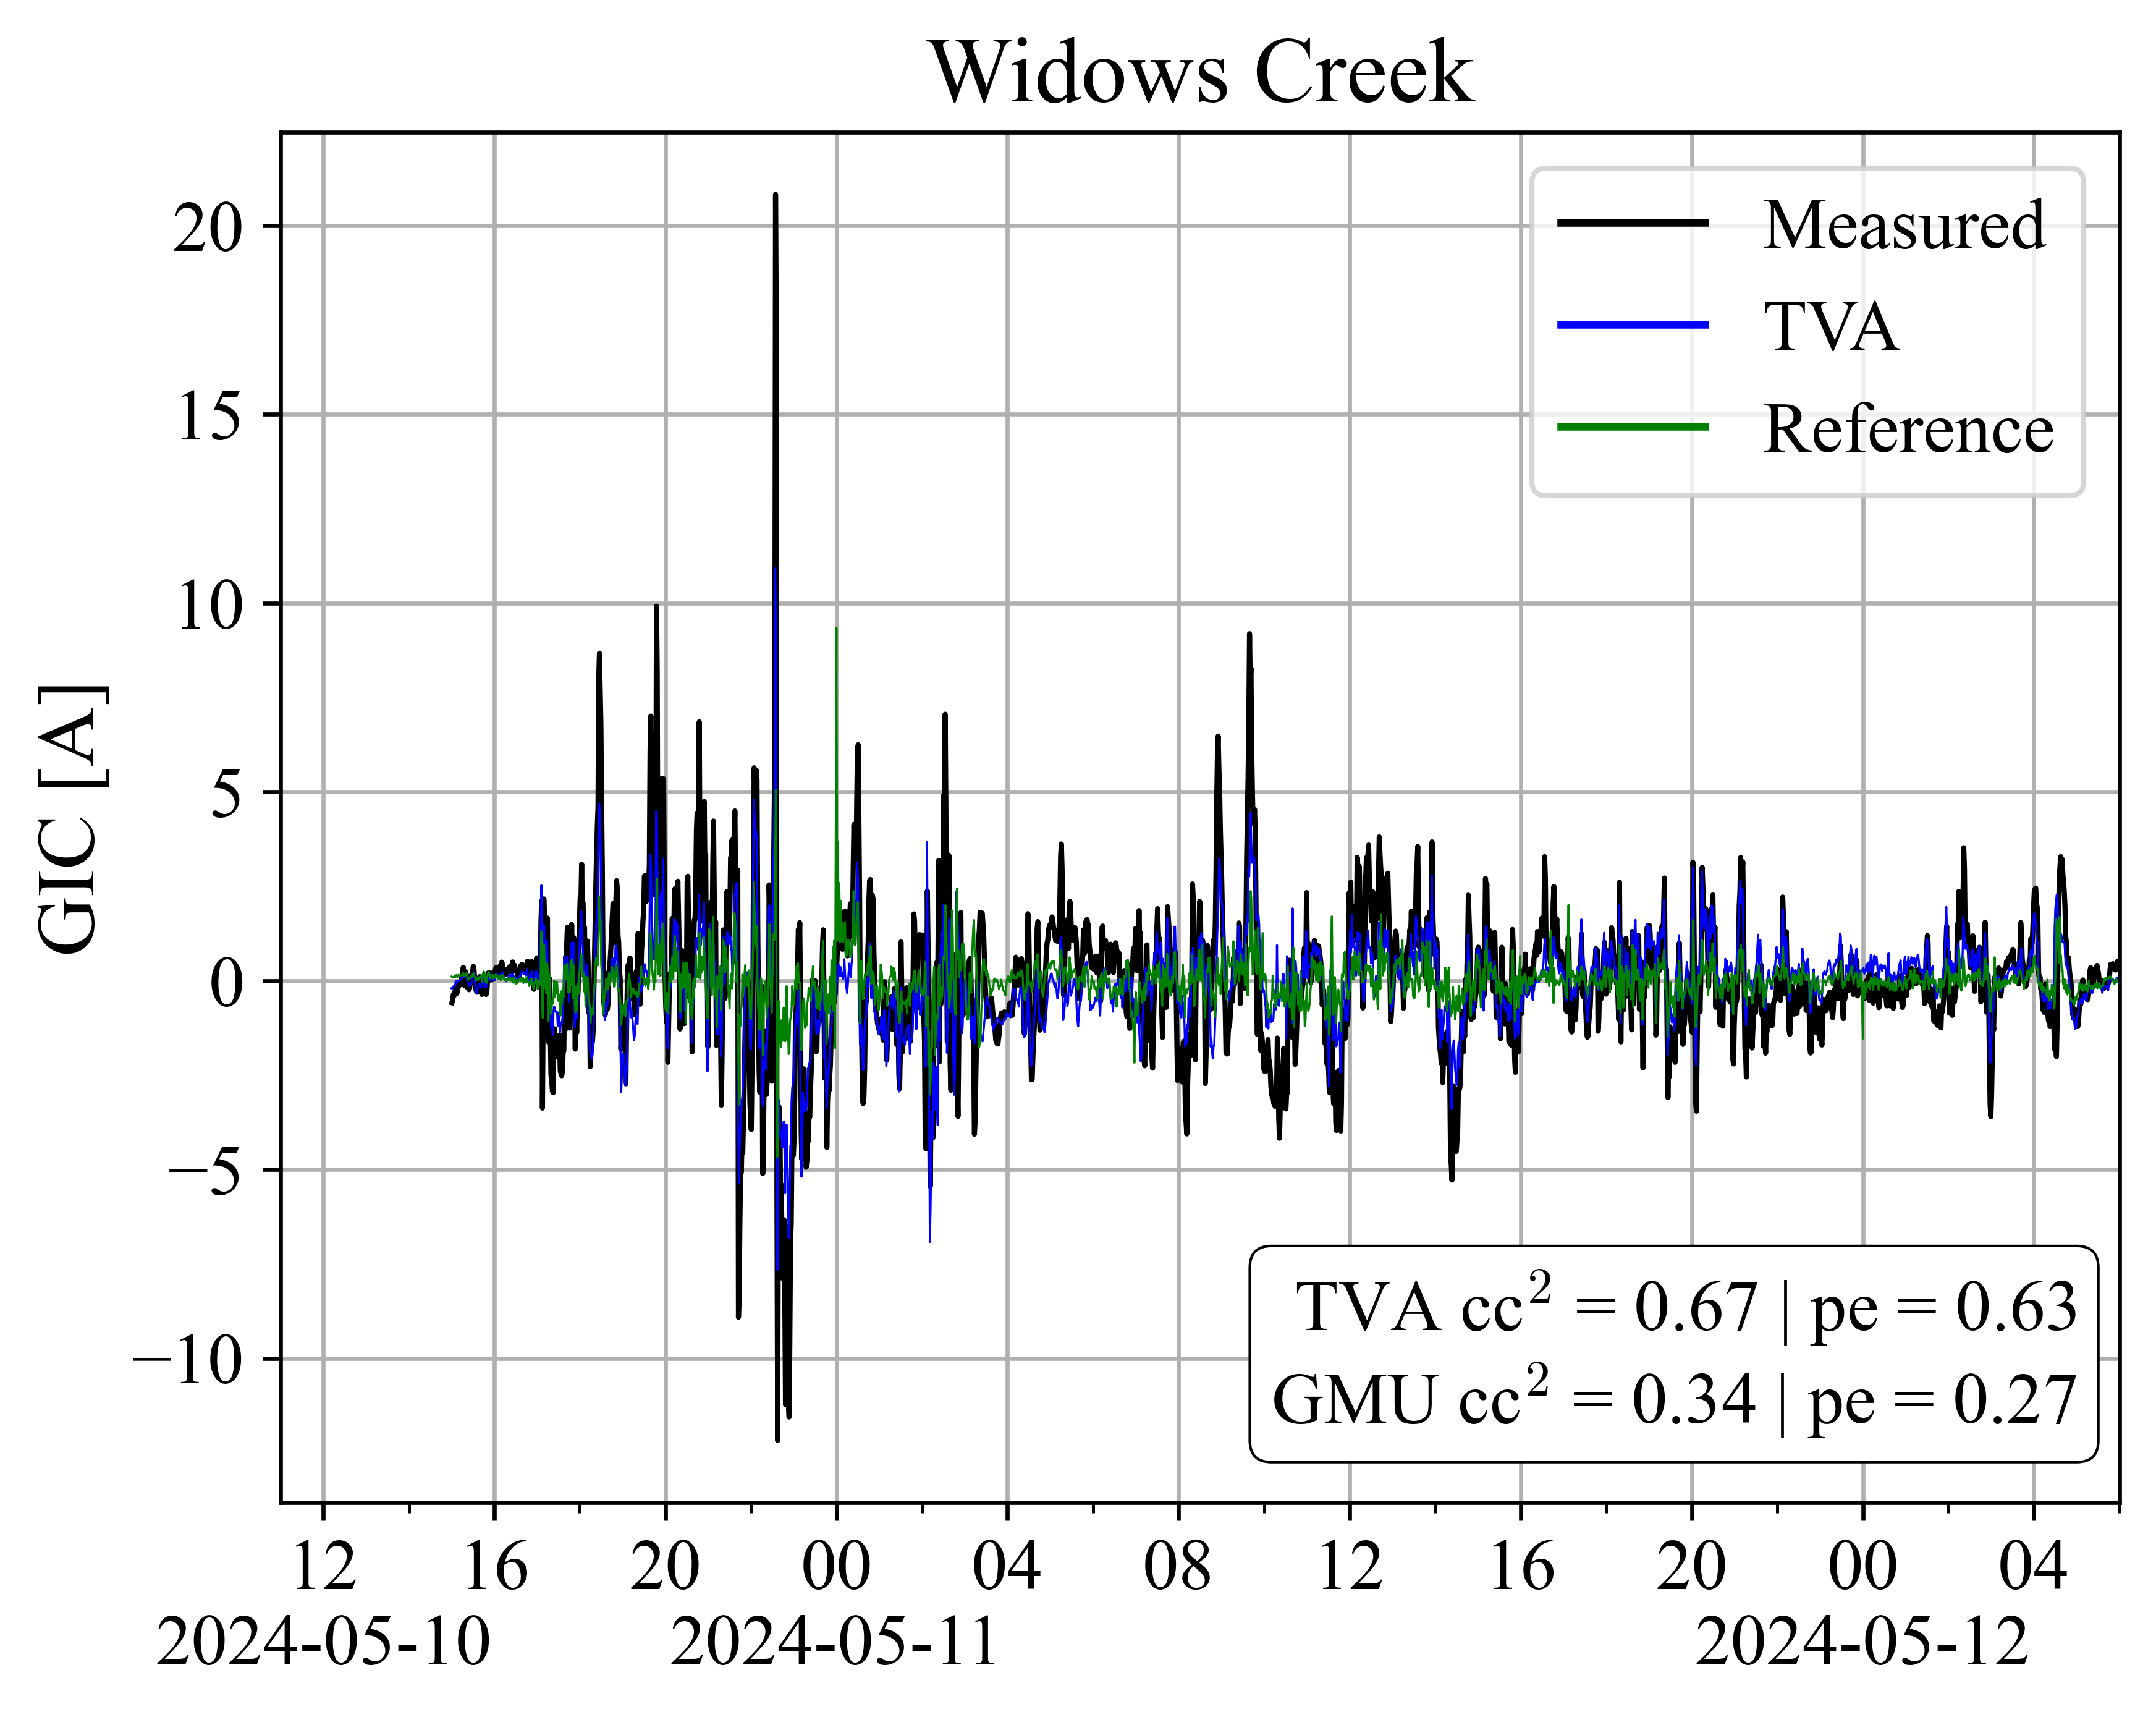 Widows Creek
Measured
TVA
Reference
GIC [A]
20
15
10
5
0
−5
−10
TVA cc² = 0.67 | pe = 0.63
GMU cc² = 0.34 | pe = 0.27
12 16 20 00 04 08 12 16 20 00 04
2024-05-10 2024-05-11 2024-05-12